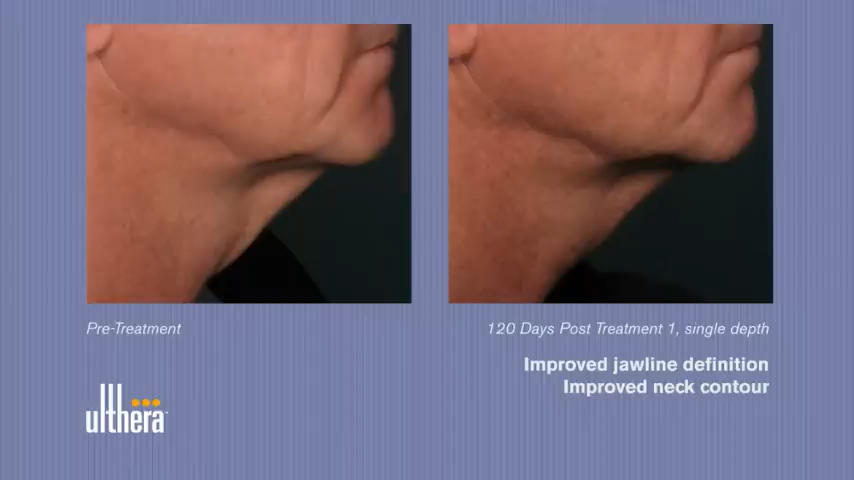 Pre-Treatment
120 Days Post Treatment 1, single depth
Improved jawline definition
Improved neck contour
ulthera